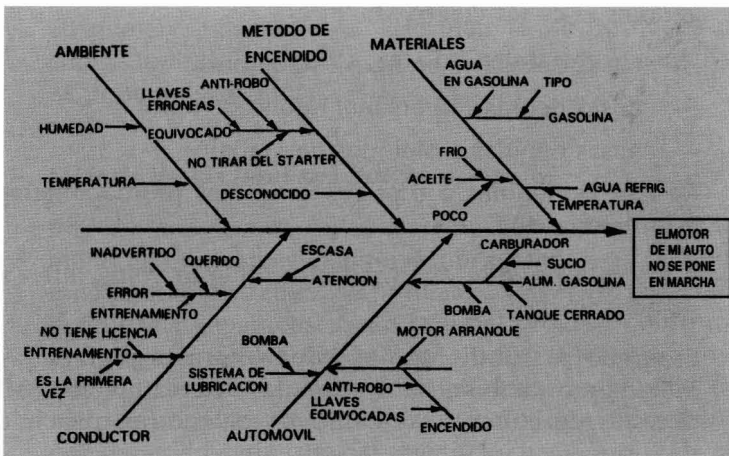 AMBIENTE
METODO DE
ENCENDIDO
MATERIALES
HUMEDAD
TEMPERATURA
LLAVES
ERRONEAS
ANTI-ROBO
EQUIVOCADO
NO TIRAR DEL STARTER
DESCONOCIDO
AGUA
EN GASOLINA
TIPO
GASOLINA
FRIO
ACEITE
POCO
AGUA REFRIG.
TEMPERATURA
ELMOTOR
DE MI AUTO
NO SE PONE
EN MARCHA
INADVERTIDO
QUERIDO
ERROR
ENTRENAMIENTO
ESCASA
ATENCION
NO TIENE LICENCIA
ENTRENAMIENTO
ES LA PRIMERA
VEZ
CONDUCTOR
CARBURADOR
SUCIO
ALIM. GASOLINA
BOMBA
TANQUE CERRADO
MOTOR ARRANQUE
BOMBA
SISTEMA DE
LUBRICACION
ANTI-ROBO
LLAVES
EQUIVOCADAS
ENCENDIDO
AUTOMOVIL